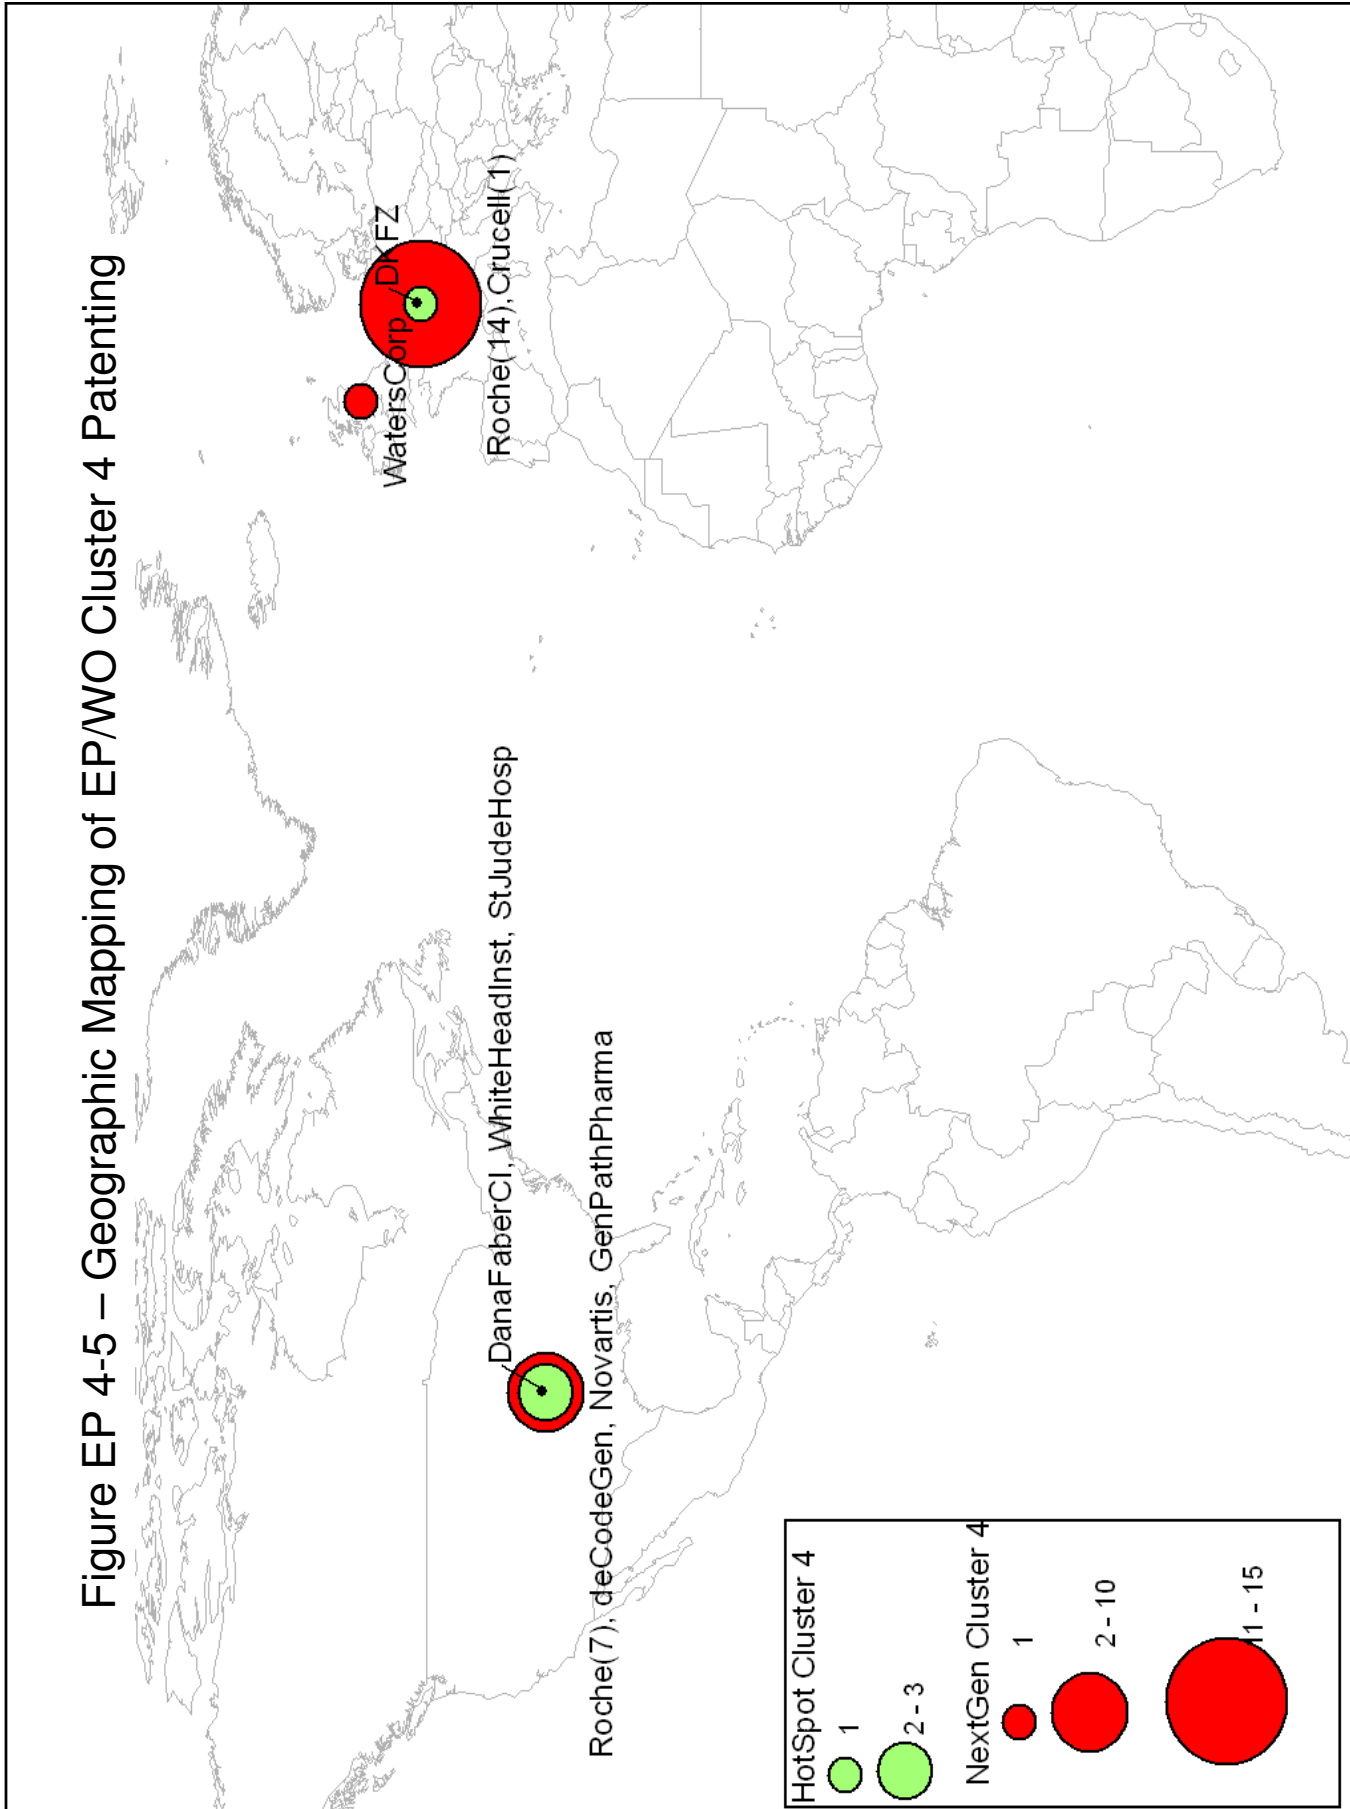 Figure EP 4-5 – Geographic Mapping of EP/WO Cluster 4 Patenting
DKFZ
WatersCorp
Roche(14),Crucell(1)
DanaFaberCI, WhiteHeadInst, StJudeHosp
Roche(7), deCodeGen, Novartis, GenPathPharma
HotSpot Cluster 4
1
2 - 3
NextGen Cluster 4
1
2 - 10
11 - 15